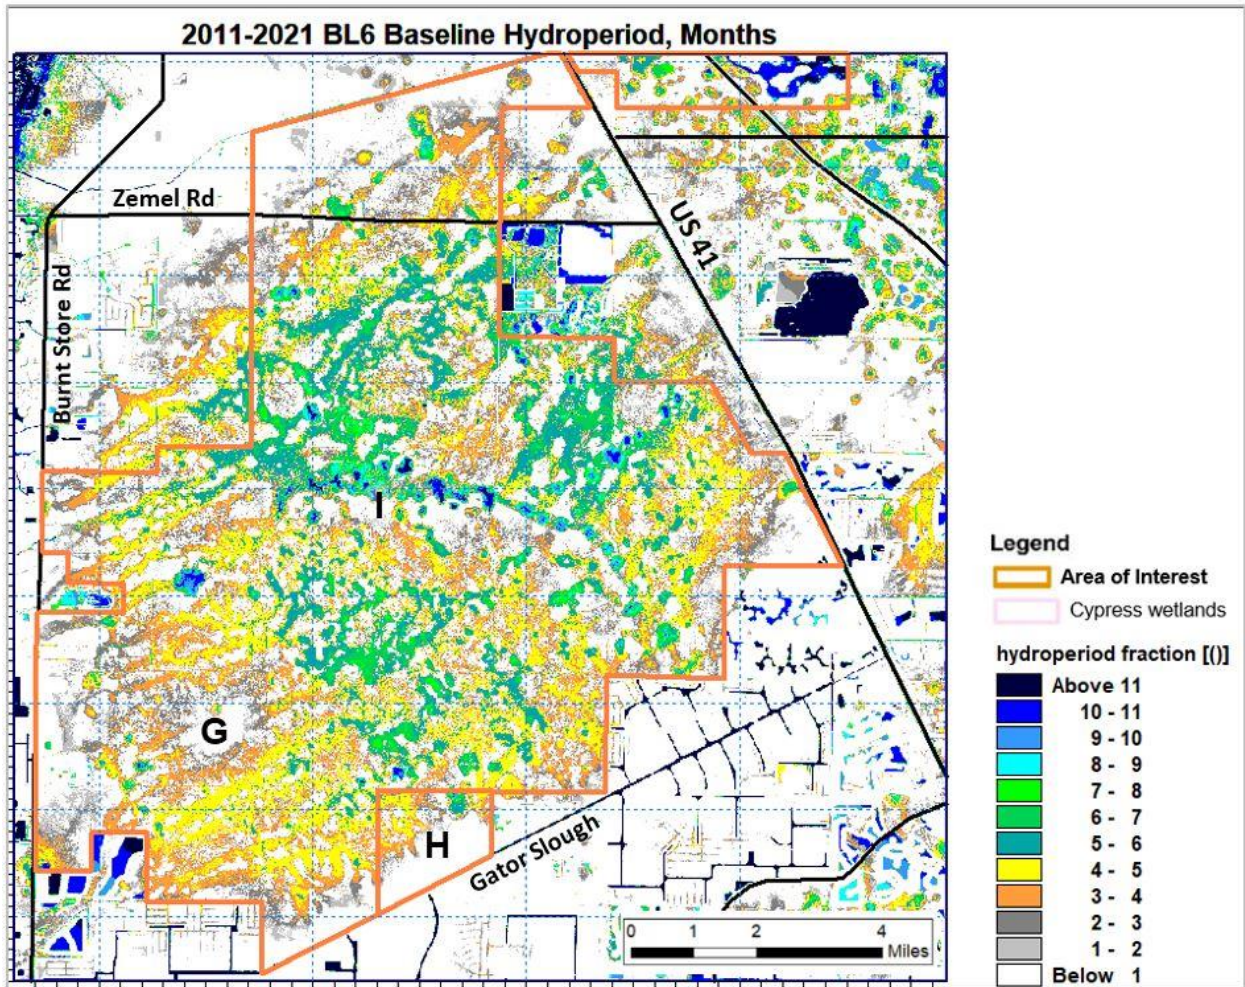 2011-2021 BL6 Baseline Hydroperiod, Months
Zemel Rd
US 41
Burnt Store Rd
I
G
H
Gator Slough
0 1 2 4
Miles
Legend
Area of Interest
Cypress wetlands
hydroperiod fraction [()]
Above 11
10 - 11
9 - 10
8 - 9
7 - 8
6 - 7
5 - 6
4 - 5
3 - 4
2 - 3
1 - 2
Below 1